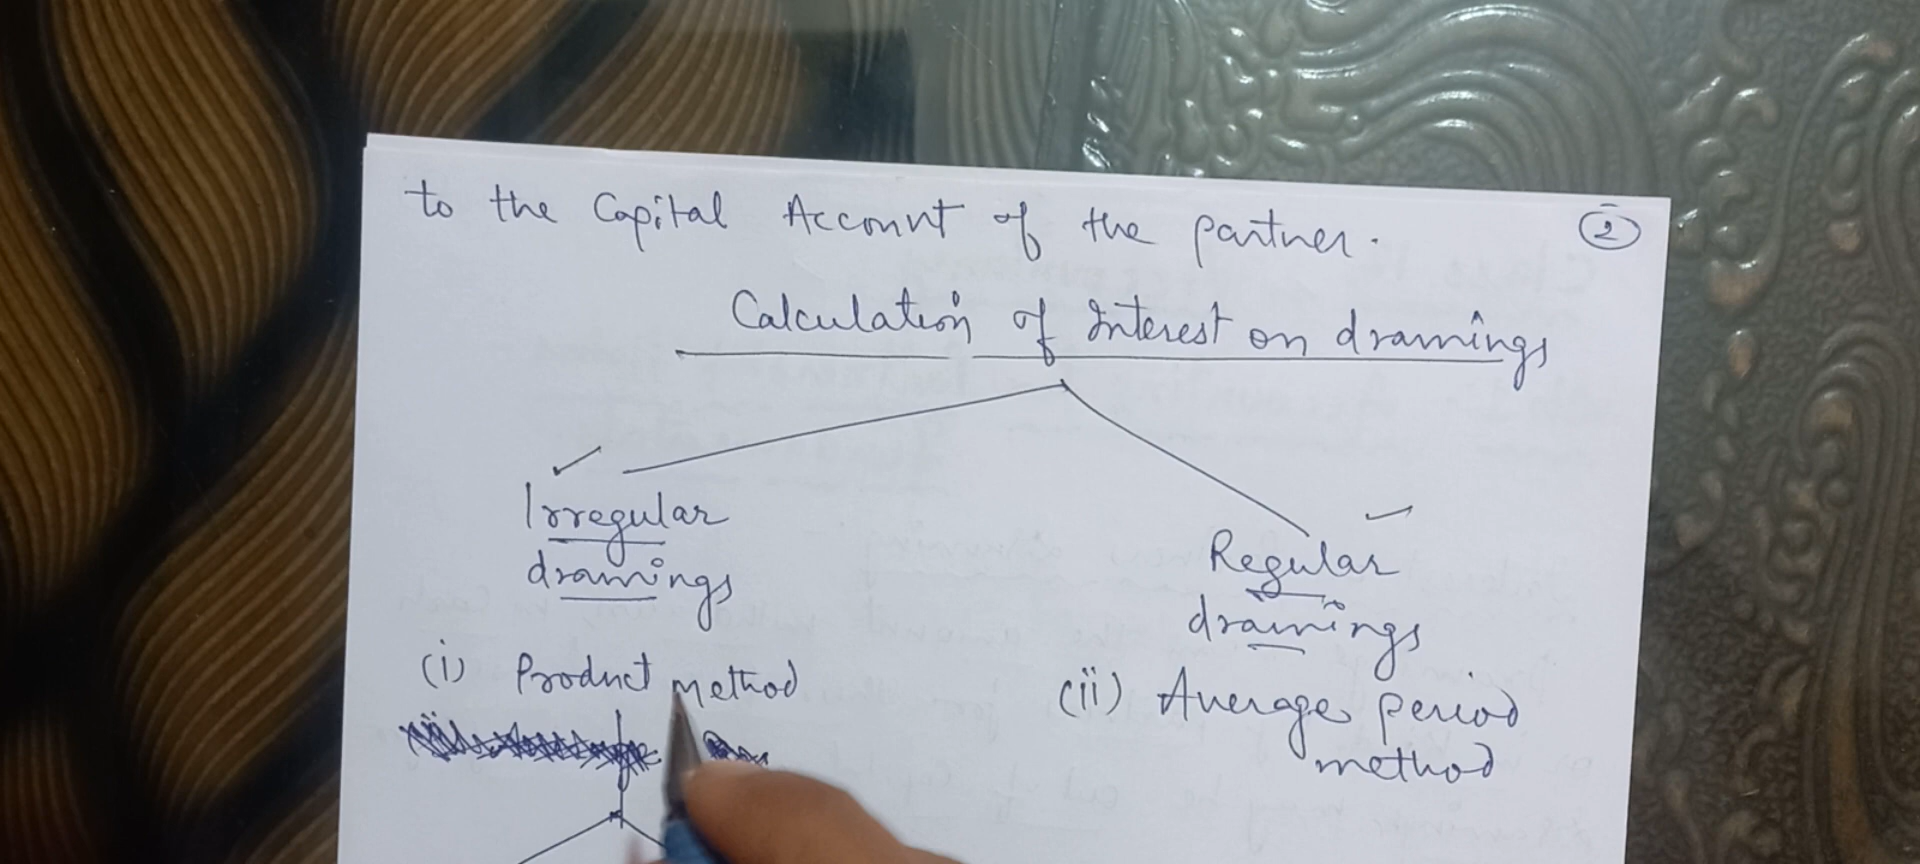 to the Capital Account of the partner. 2
Calculation of Interest on drawings
Irregular
drawings
Regular
drawings
(i) Product method
(ii) Average period
method